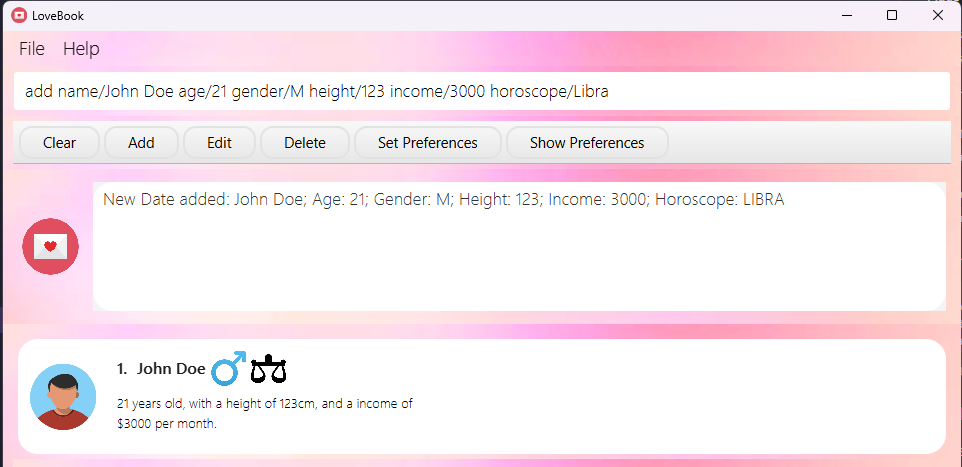 LoveBook
File Help
add name/John Doe age/21 gender/M height/123 income/3000 horoscope/Libra
Clear Add Edit Delete Set Preferences Show Preferences
New Date added: John Doe; Age: 21; Gender: M; Height: 123; Income: 3000; Horoscope: LIBRA
1. John Doe
21 years old, with a height of 123cm, and a income of
$3000 per month.